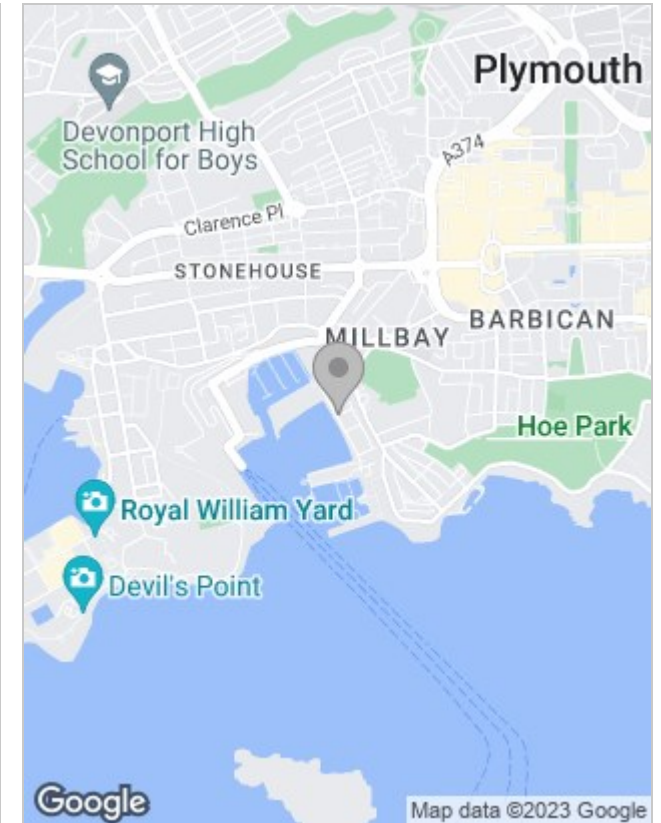 Plymouth
Devonport High
School for Boys
A374
Clarence Pl
STONEHOUSE
BARBICAN
MILLBAY
Hoe Park
Royal William Yard
Devil's Point
Google
Map data ©2023 Google